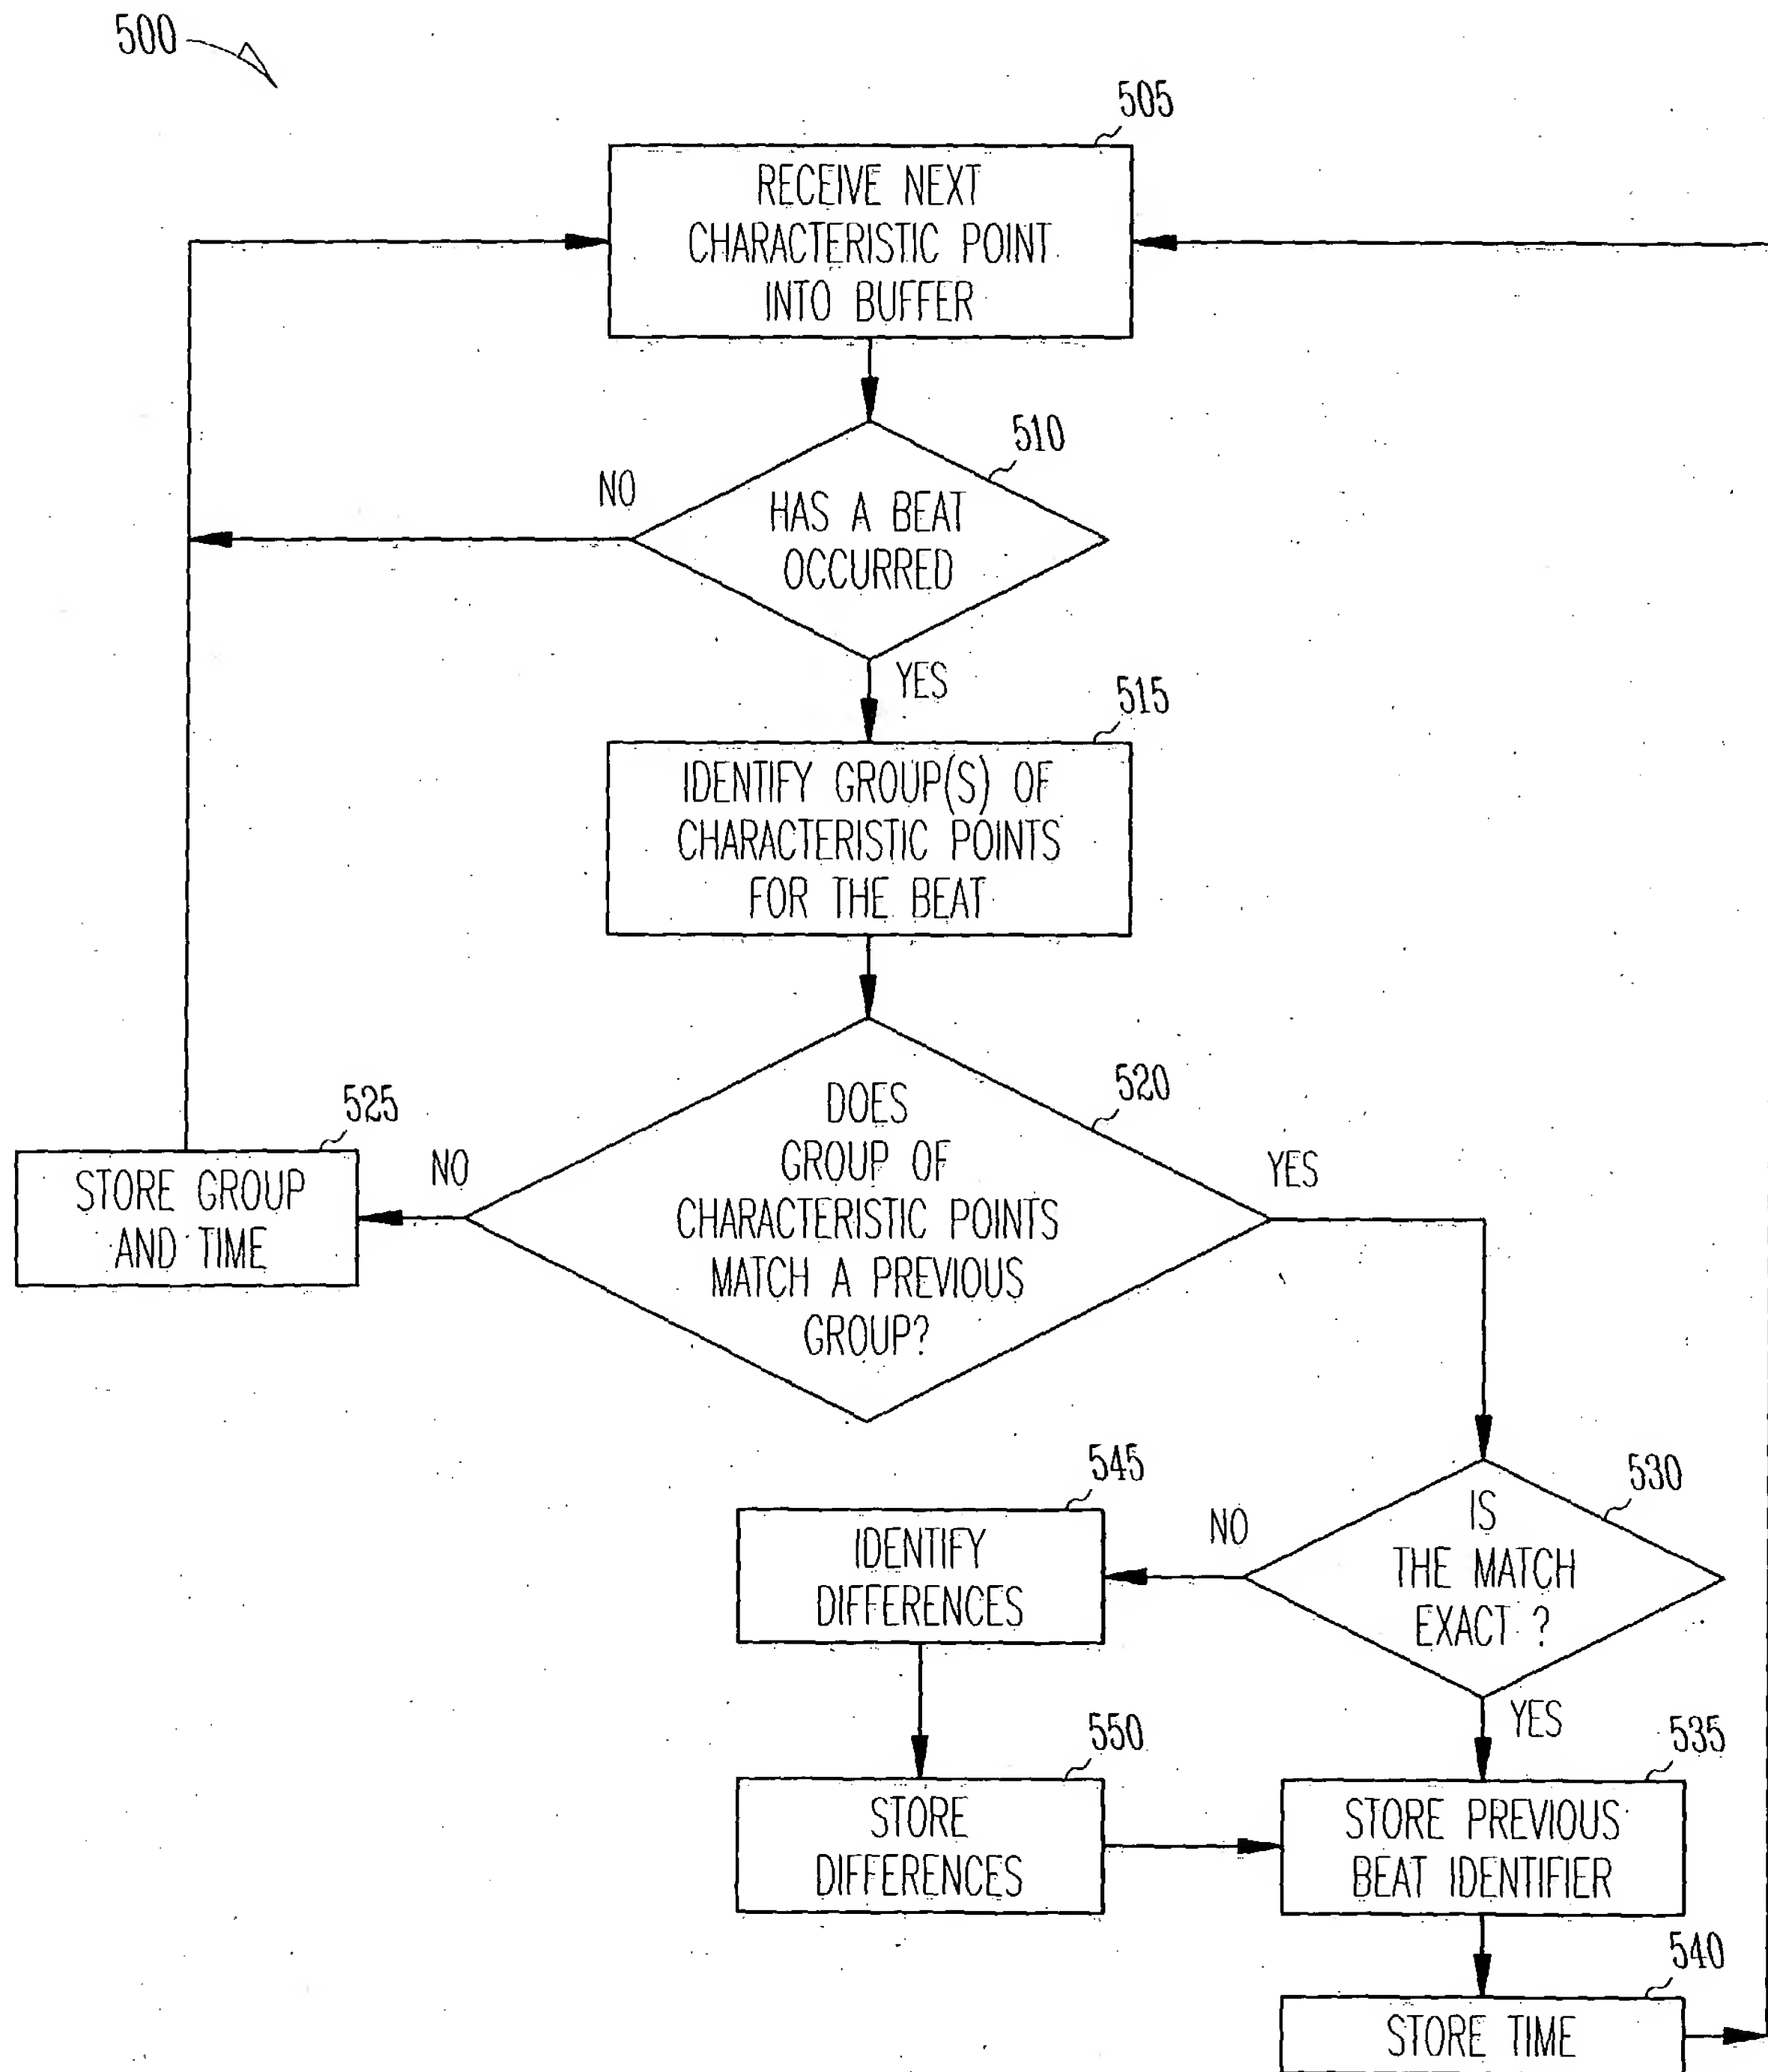 500
505
RECEIVE NEXT
CHARACTERISTIC POINT
INTO BUFFER
510
NO
HAS A BEAT
OCCURRED
YES
515
IDENTIFY GROUP(S) OF
CHARACTERISTIC POINTS
FOR THE BEAT
520
DOES
GROUP OF
CHARACTERISTIC POINTS
MATCH A PREVIOUS
GROUP?
525
NO
YES
STORE GROUP
AND TIME
530
IS
THE MATCH
EXACT ?
545
NO
IDENTIFY
DIFFERENCES
YES
550
535
STORE
DIFFERENCES
STORE PREVIOUS
BEAT IDENTIFIER
540
STORE TIME